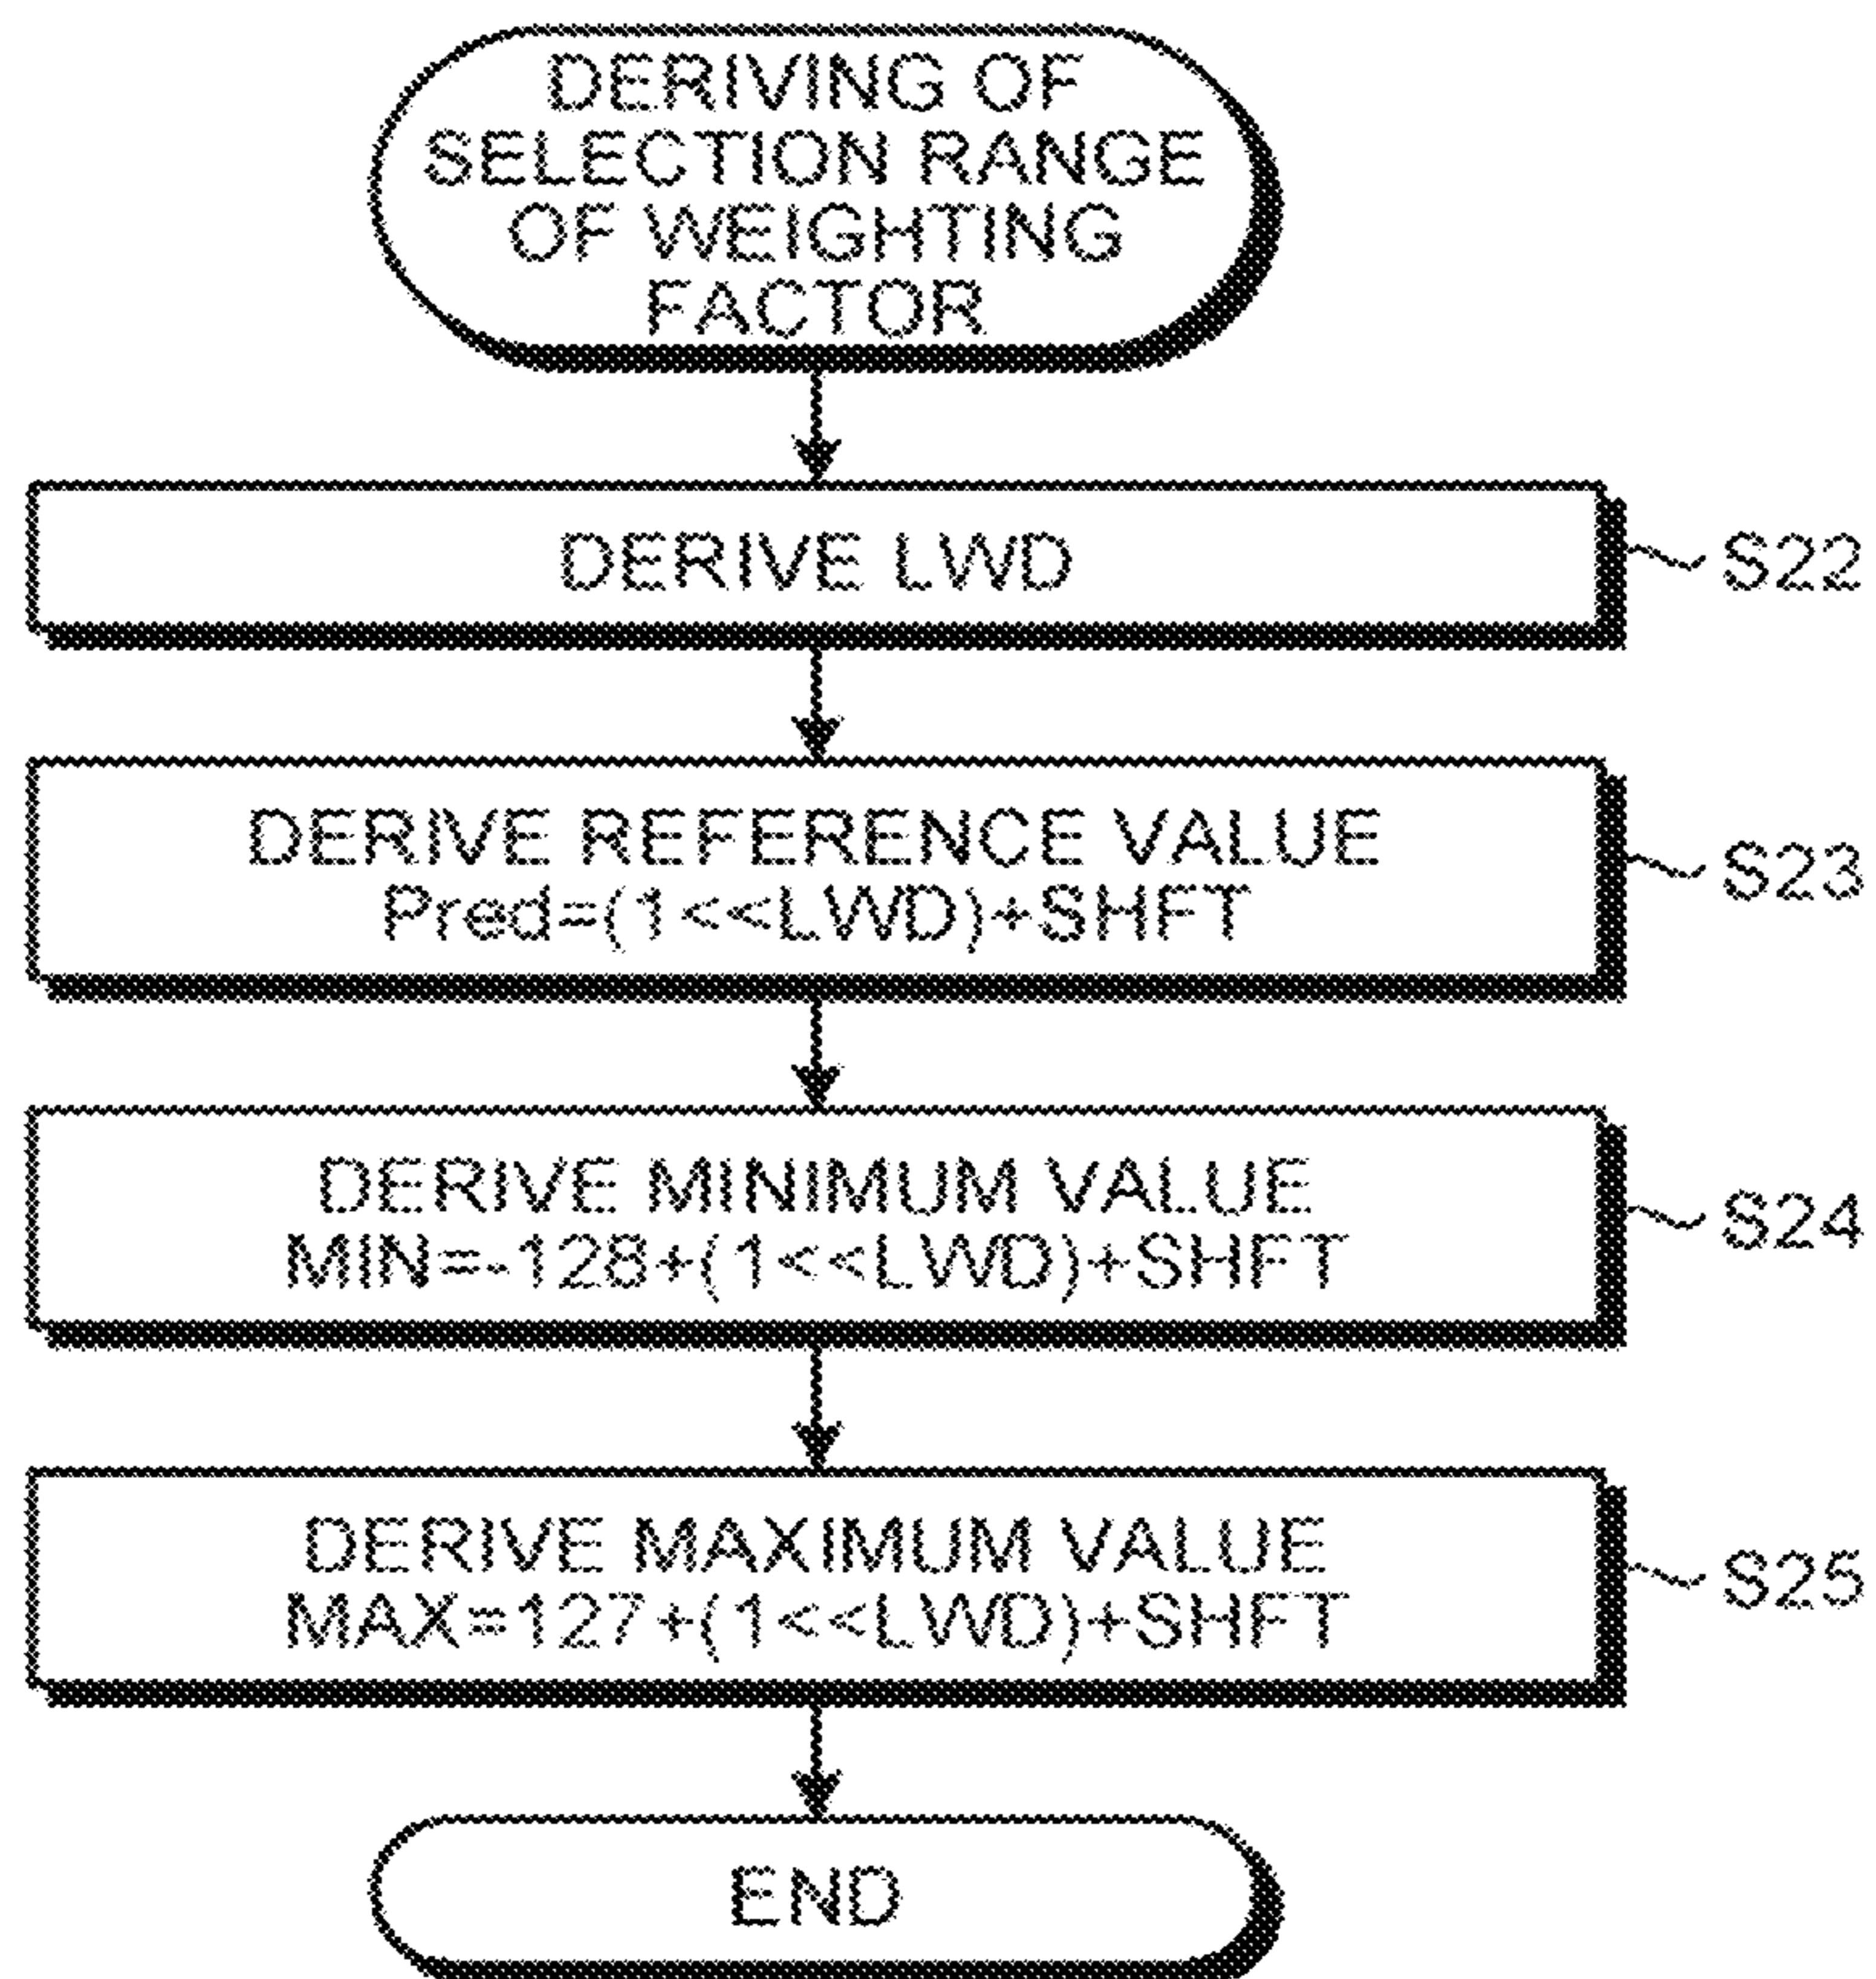 DERIVING OF
SELECTION RANGE
OF WEIGHTING
FACTOR
DERIVE LWD
S22
DERIVE REFERENCE VALUE
Pred=(1<<LWD)+SHFT
S23
DERIVE MINIMUM VALUE
MIN=-128+(1<<LWD)+SHFT
S24
DERIVE MAXIMUM VALUE
MAX=127+(1<<LWD)+SHFT
S25
END